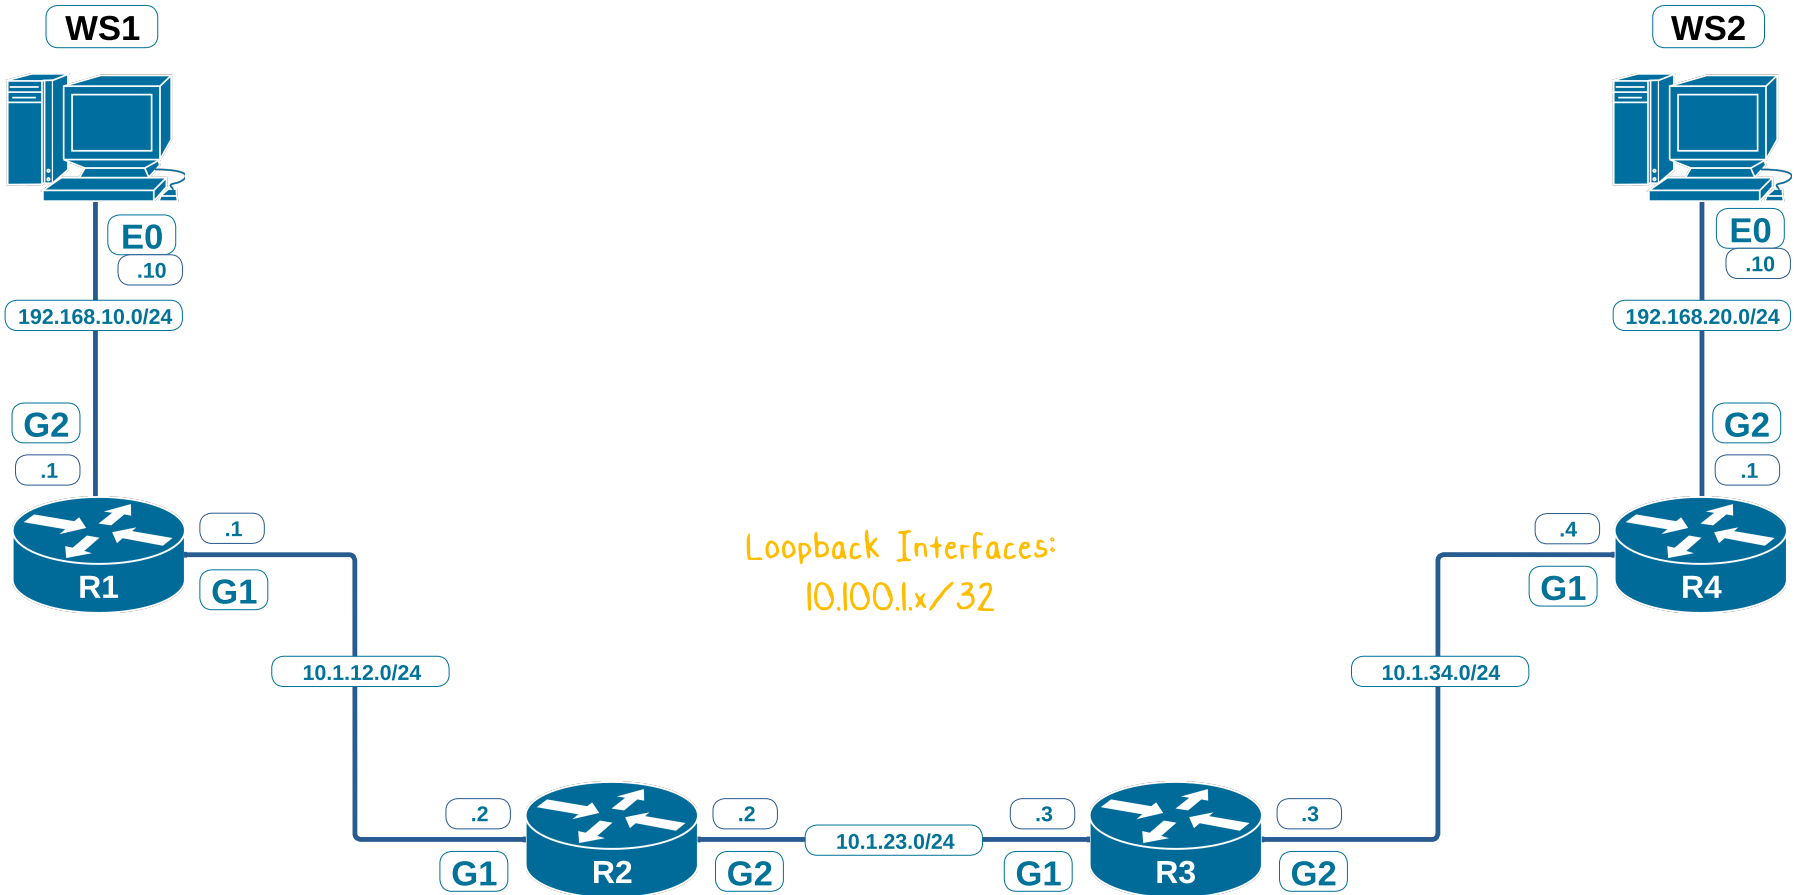 WS1
WS2
E0
.10
192.168.10.0/24
E0
.10
192.168.20.0/24
G2
.1
G2
.1
R1
.1
G1
Loopback Interfaces:
10.100.1.x/32
.4
G1
R4
10.1.12.0/24
10.1.34.0/24
.2
G1
R2
.2
G2
10.1.23.0/24
.3
G1
R3
.3
G2